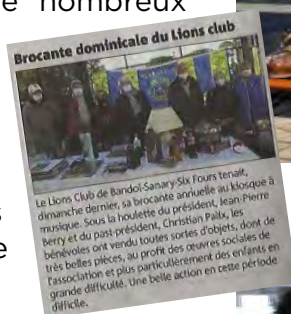 e nombreux
Brocante dominicale du Lions club
Le Lions Club de Bandol-Sanary-Six Fours tenait,
dimanche dernier, sa brocante annuelle au kiosque à
musique. Sous la houlette du président, Jean-Pierre
Berry et du past-président, Christian Palix, les
bénévoles ont vendu toutes sortes d'objets, dont de
très belles pièces, au profit des œuvres sociales de
l'association et plus particulièrement des enfants en
grande difficulté. Une belle action en cette période
difficile.
s
e